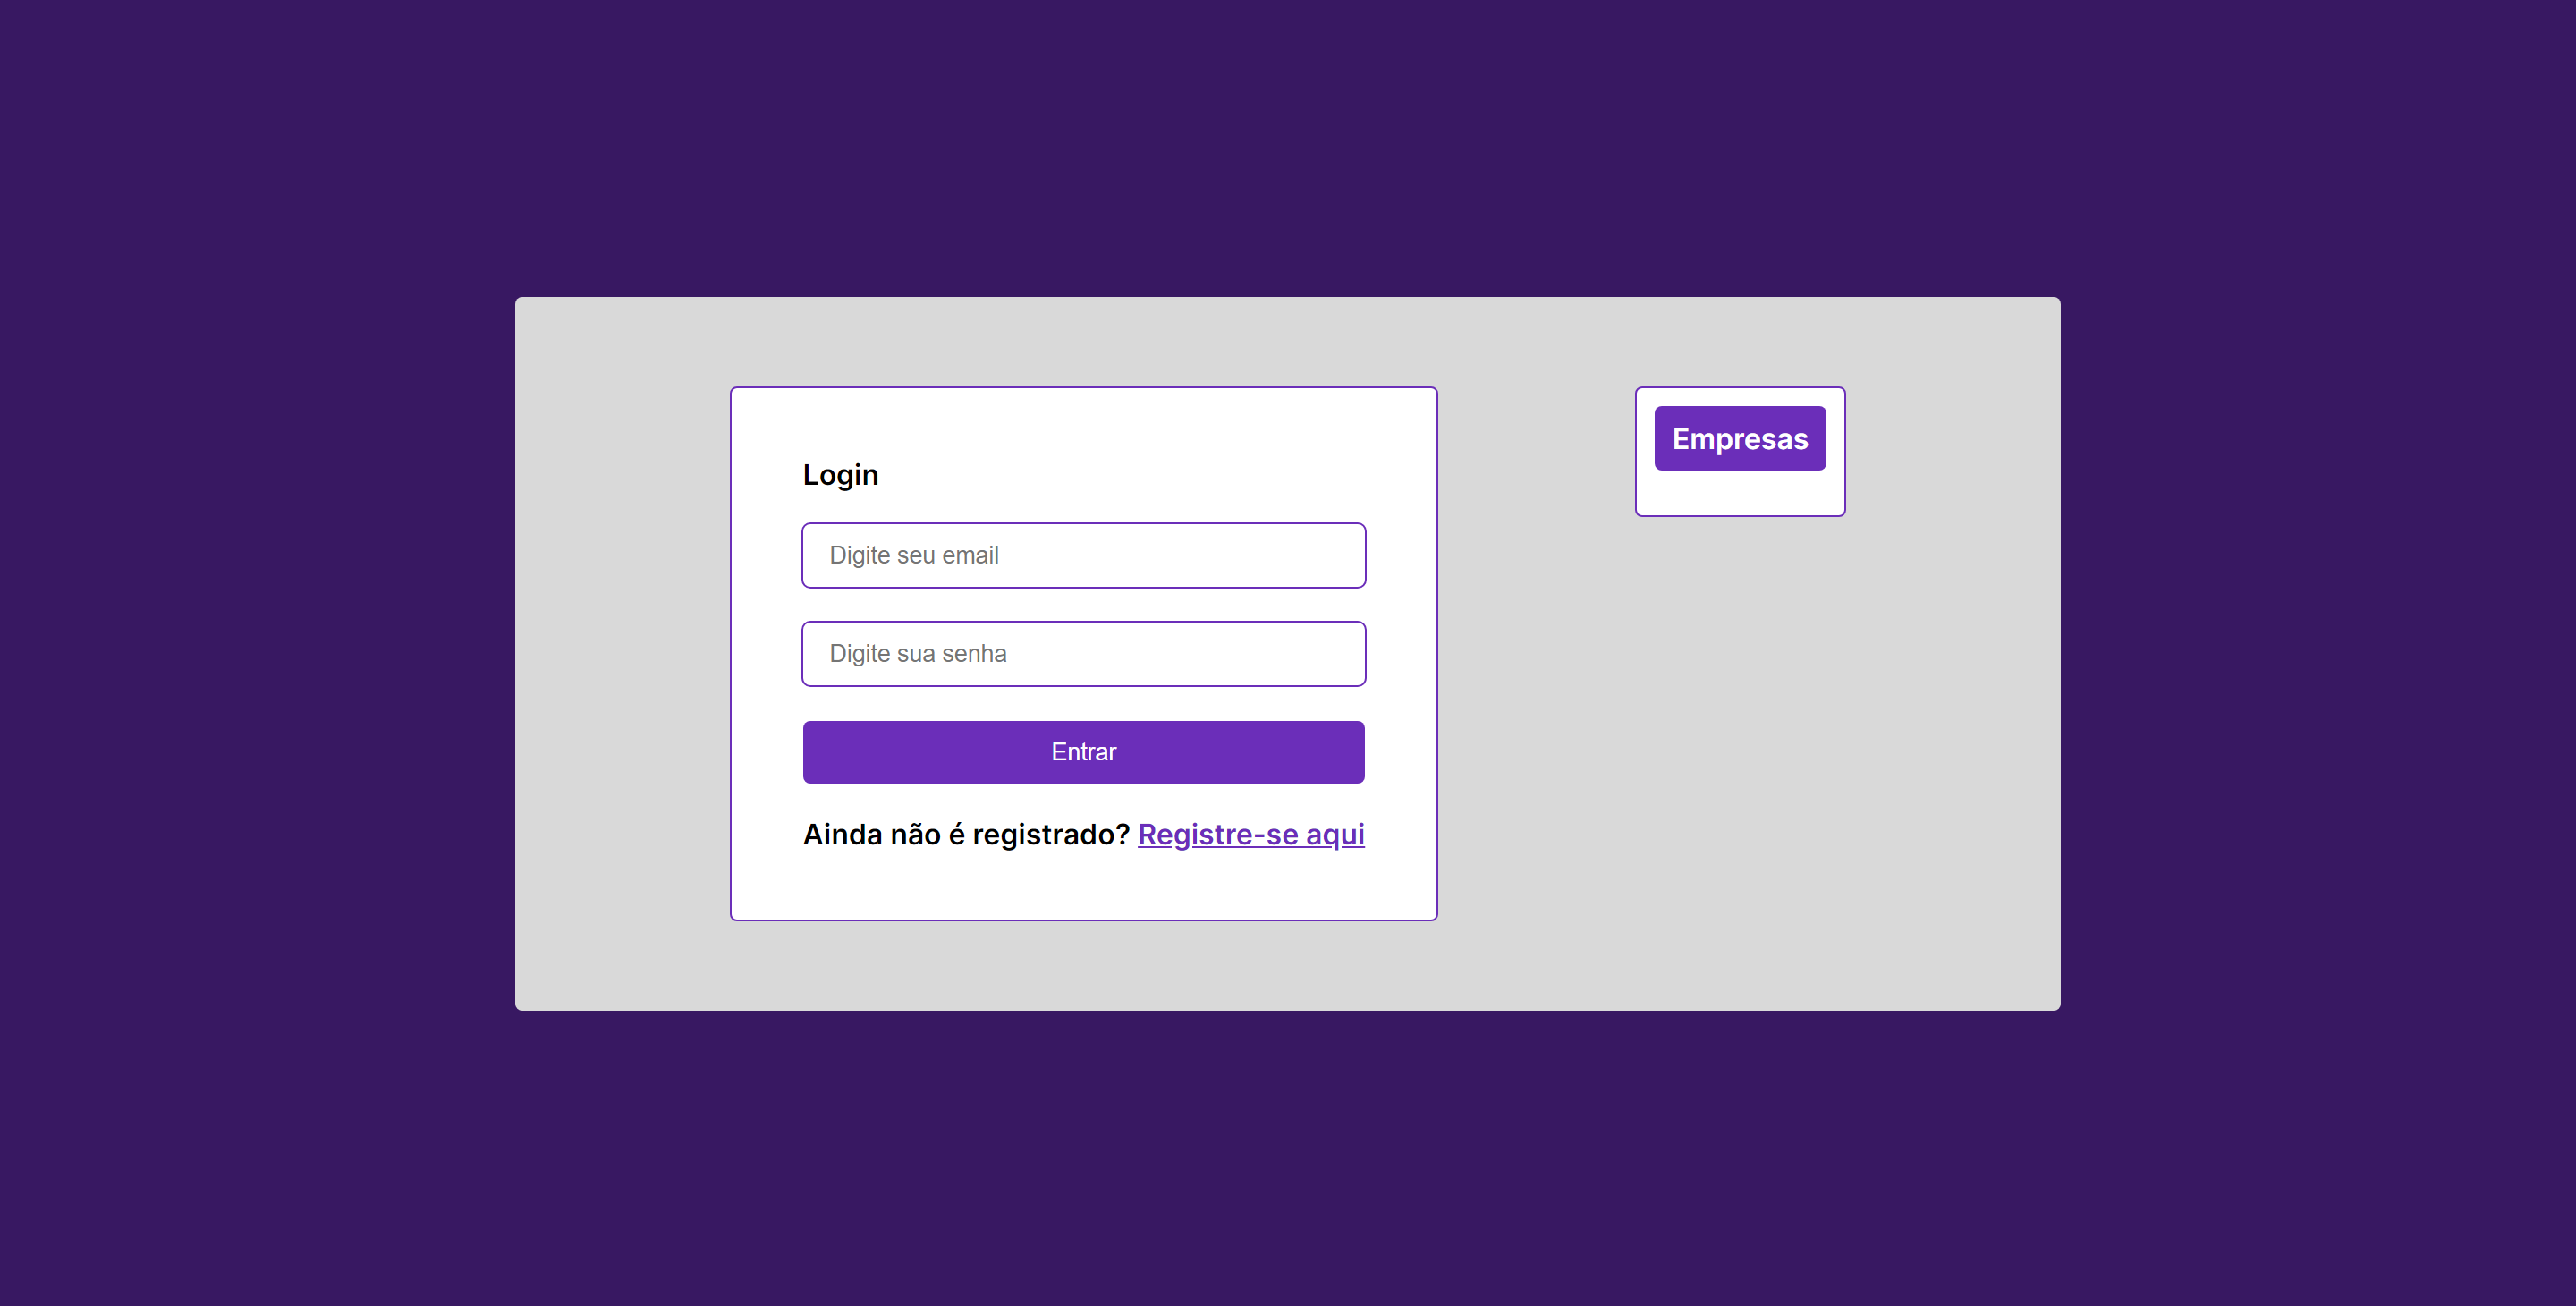 Login
Digite seu email
Digite sua senha
Entrar
Ainda não é registrado? Registre-se aqui
Empresas